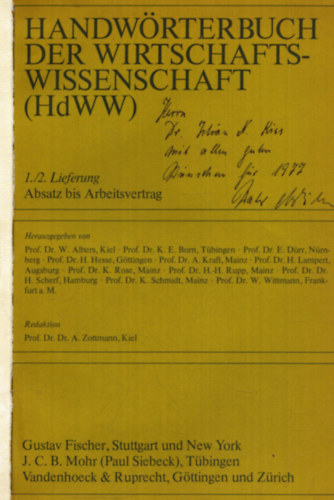 HANDWÖRTERBUCH
DER WIRTSCHAFTS-
WISSENSCHAFT
(HdWW)
Herrn
Dr.
mit allen guten
Wünschen für 1977
1./2. Lieferung
Absatz bis Arbeitsvertrag
Herausgegeben von
Prof. Dr. W. Albers, Kiel · Prof. Dr. K. E. Born, Tübingen · Prof. Dr. E. Dürr, Nürn-
berg · Prof. Dr. H. Hesse, Göttingen · Prof. Dr. A. Kraft, Mainz · Prof. Dr. H. Lampert,
Augsburg · Prof. Dr. K. Rose, Mainz · Prof. Dr. H.-H. Rupp, Mainz · Prof. Dr. Dr.
H. Scherf, Hamburg · Prof. Dr. K. Schmidt, Mainz · Prof. Dr. W. Wittmann, Frank-
furt a. M.
Redaktion
Prof. Dr. Dr. A. Zottmann, Kiel
Gustav Fischer, Stuttgart und New York
J. C. B. Mohr (Paul Siebeck), Tübingen
Vandenhoeck & Ruprecht, Göttingen und Zürich